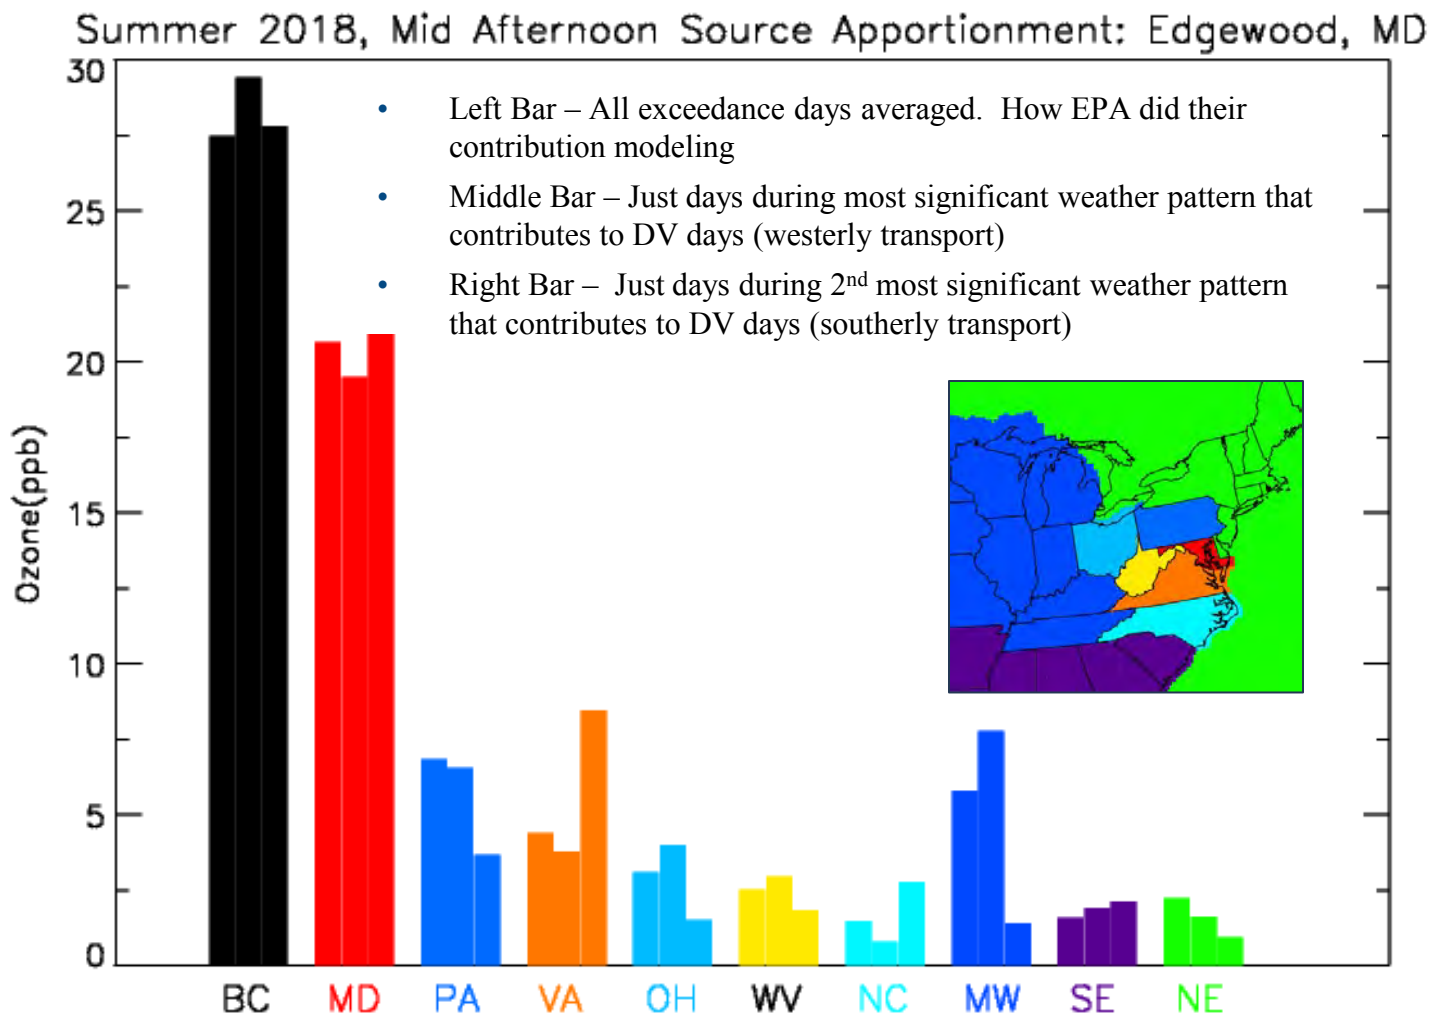 Summer 2018, Mid Afternoon Source Apportionment: Edgewood, MD
30
25
20
15
10
5
0
Ozone(ppb)
• Left Bar – All exceedance days averaged. How EPA did their
contribution modeling
• Middle Bar – Just days during most significant weather pattern that
contributes to DV days (westerly transport)
• Right Bar – Just days during 2nd most significant weather pattern
that contributes to DV days (southerly transport)
BC MD PA VA OH WV NC MW SE NE